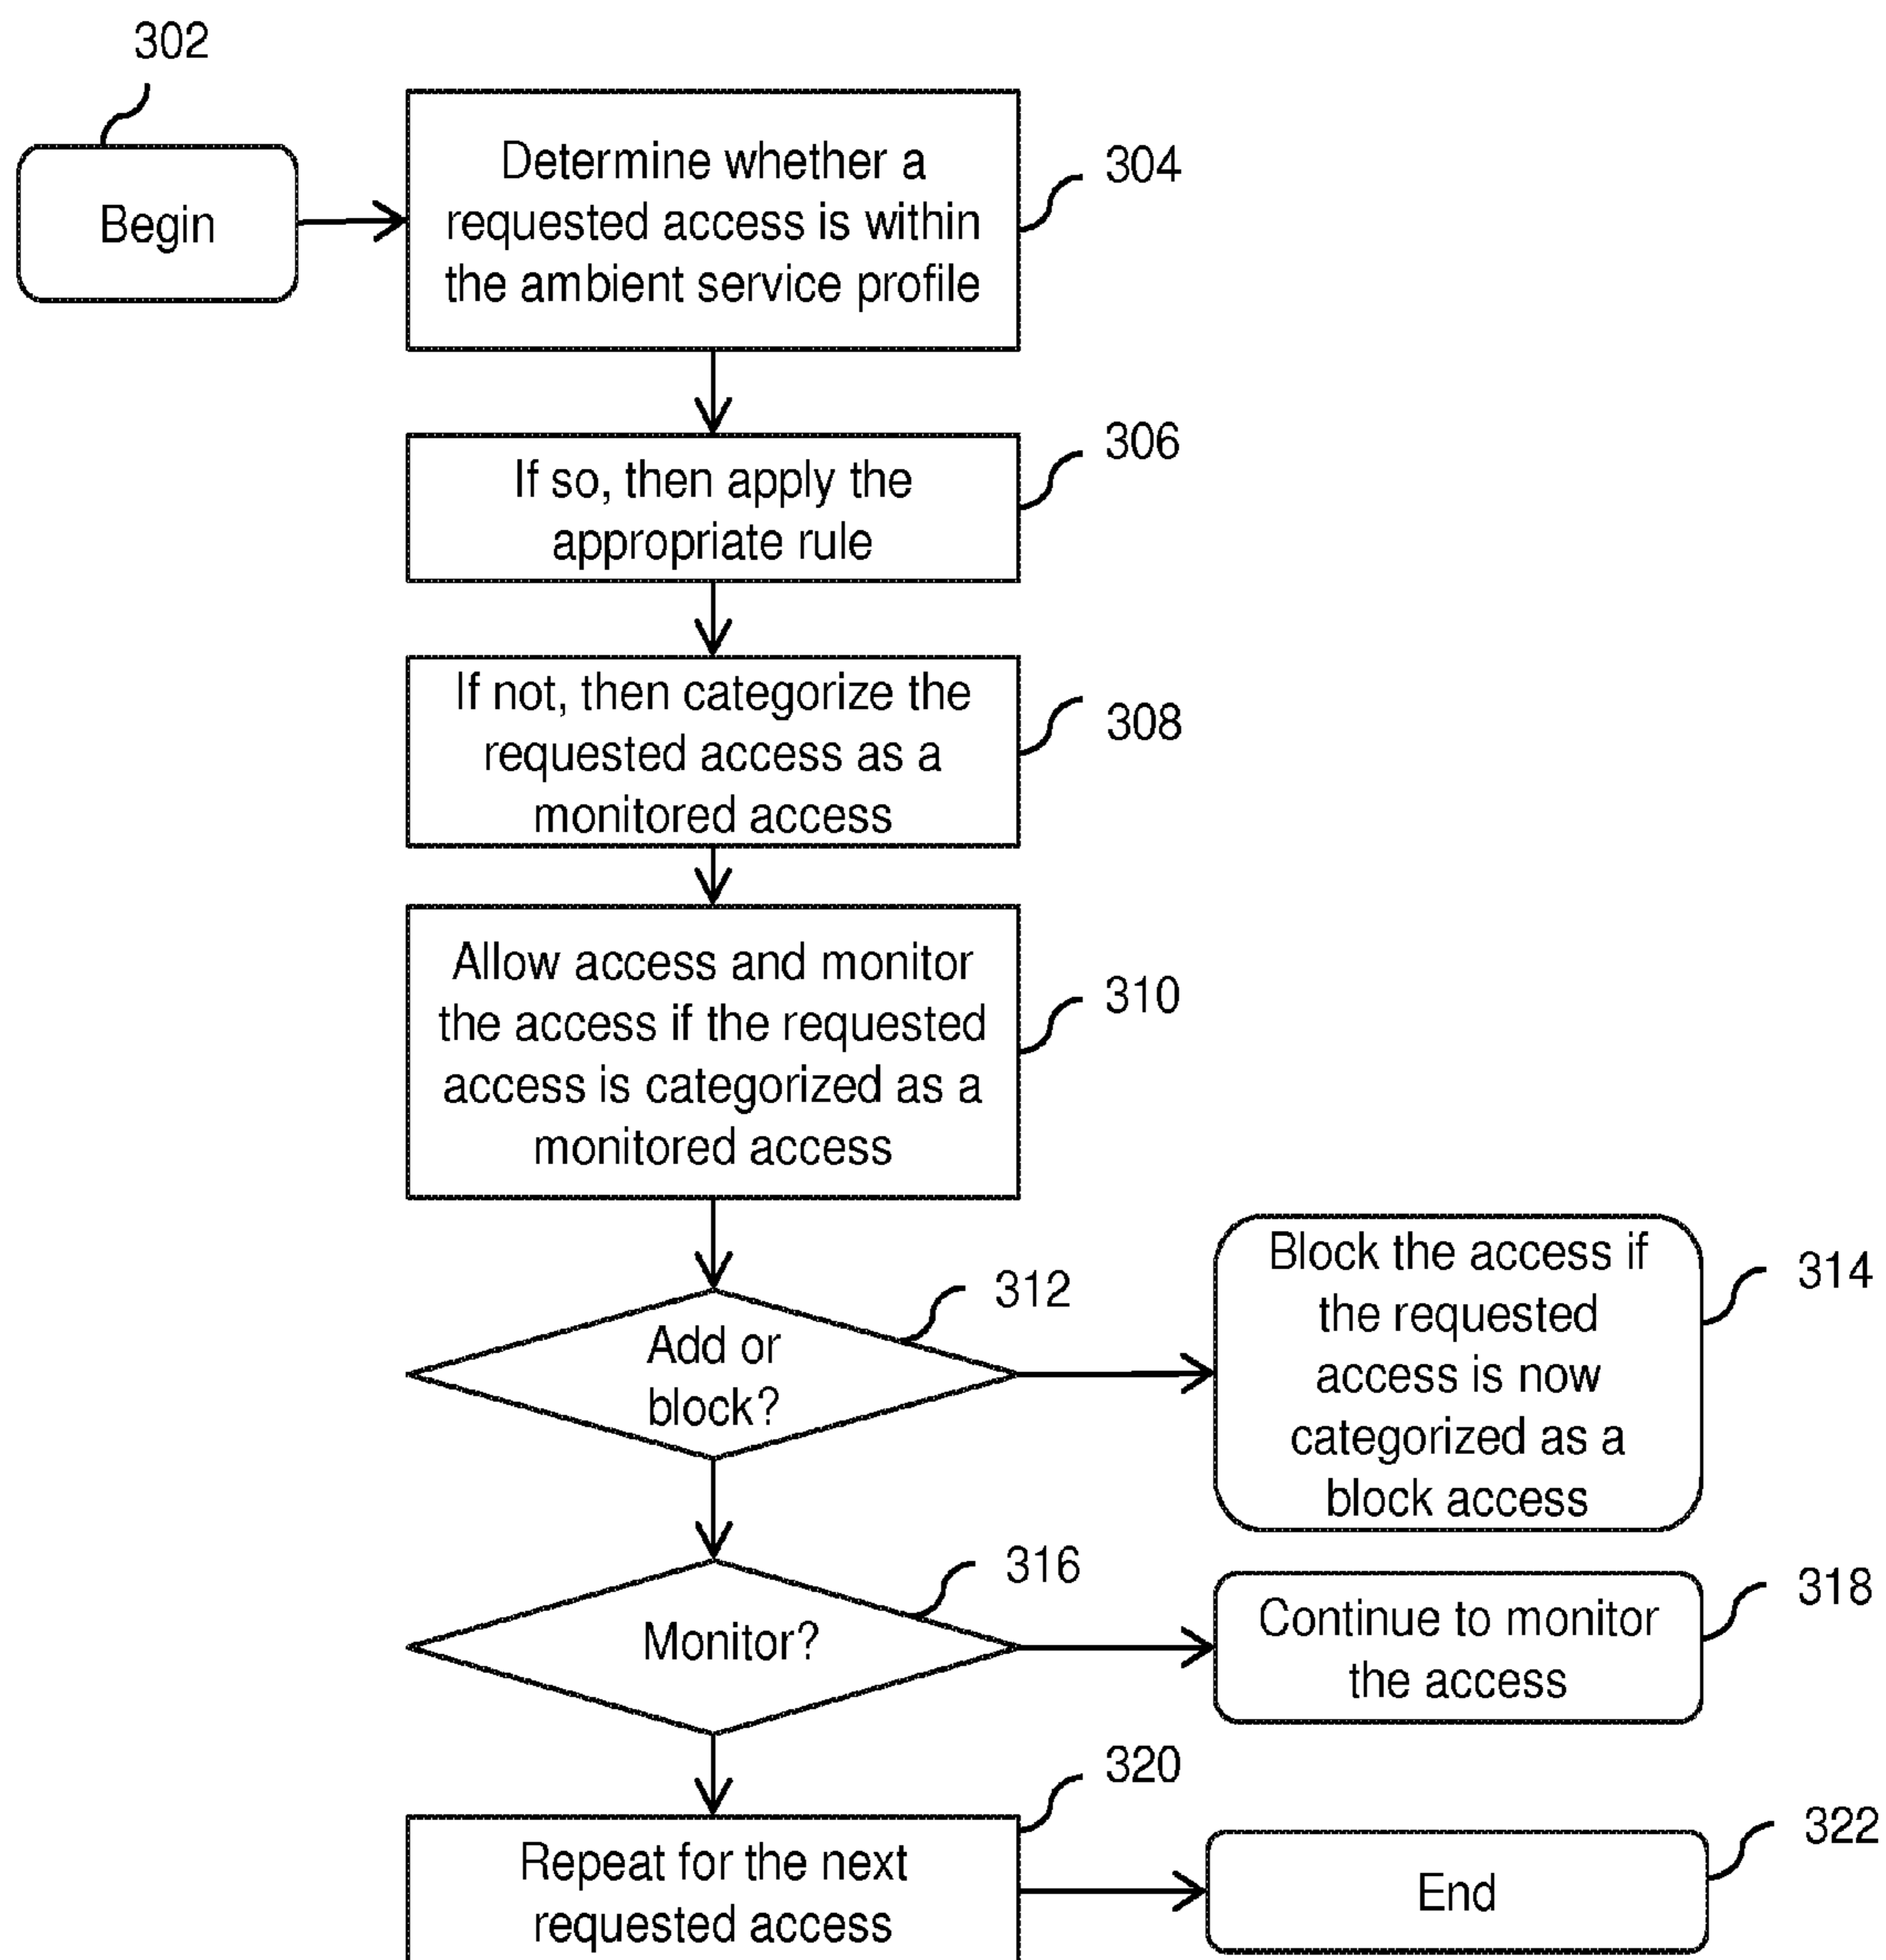 302
Begin
Determine whether a
requested access is within
the ambient service profile
304
If so, then apply the
appropriate rule
306
If not, then categorize the
requested access as a
monitored access
308
Allow access and monitor
the access if the requested
access is categorized as a
monitored access
310
Add or
block?
312
Block the access if
the requested
access is now
categorized as a
block access
314
Monitor?
316
Continue to monitor
the access
318
Repeat for the next
requested access
320
End
322